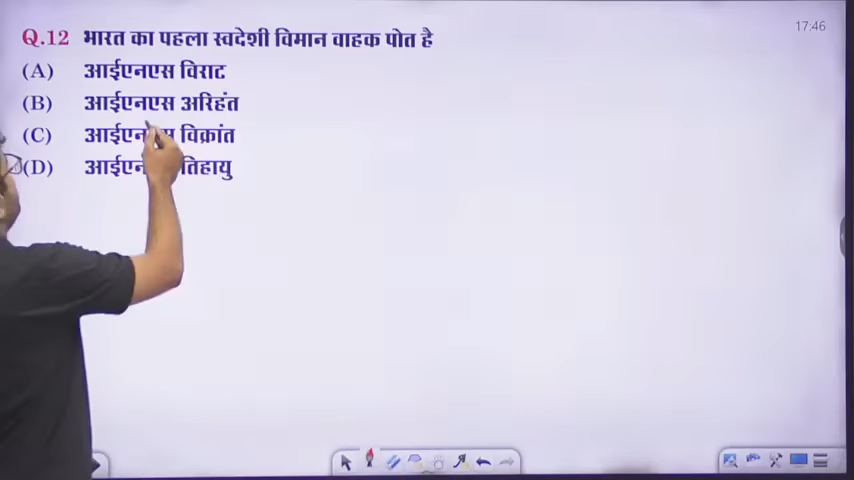 17:46
Q.12 भारत का पहला स्वदेशी विमान वाहक पोत है
(A) आईएनएस विराट
(B) आईएनएस अरिहंत
(C) विक्रांत
(D)